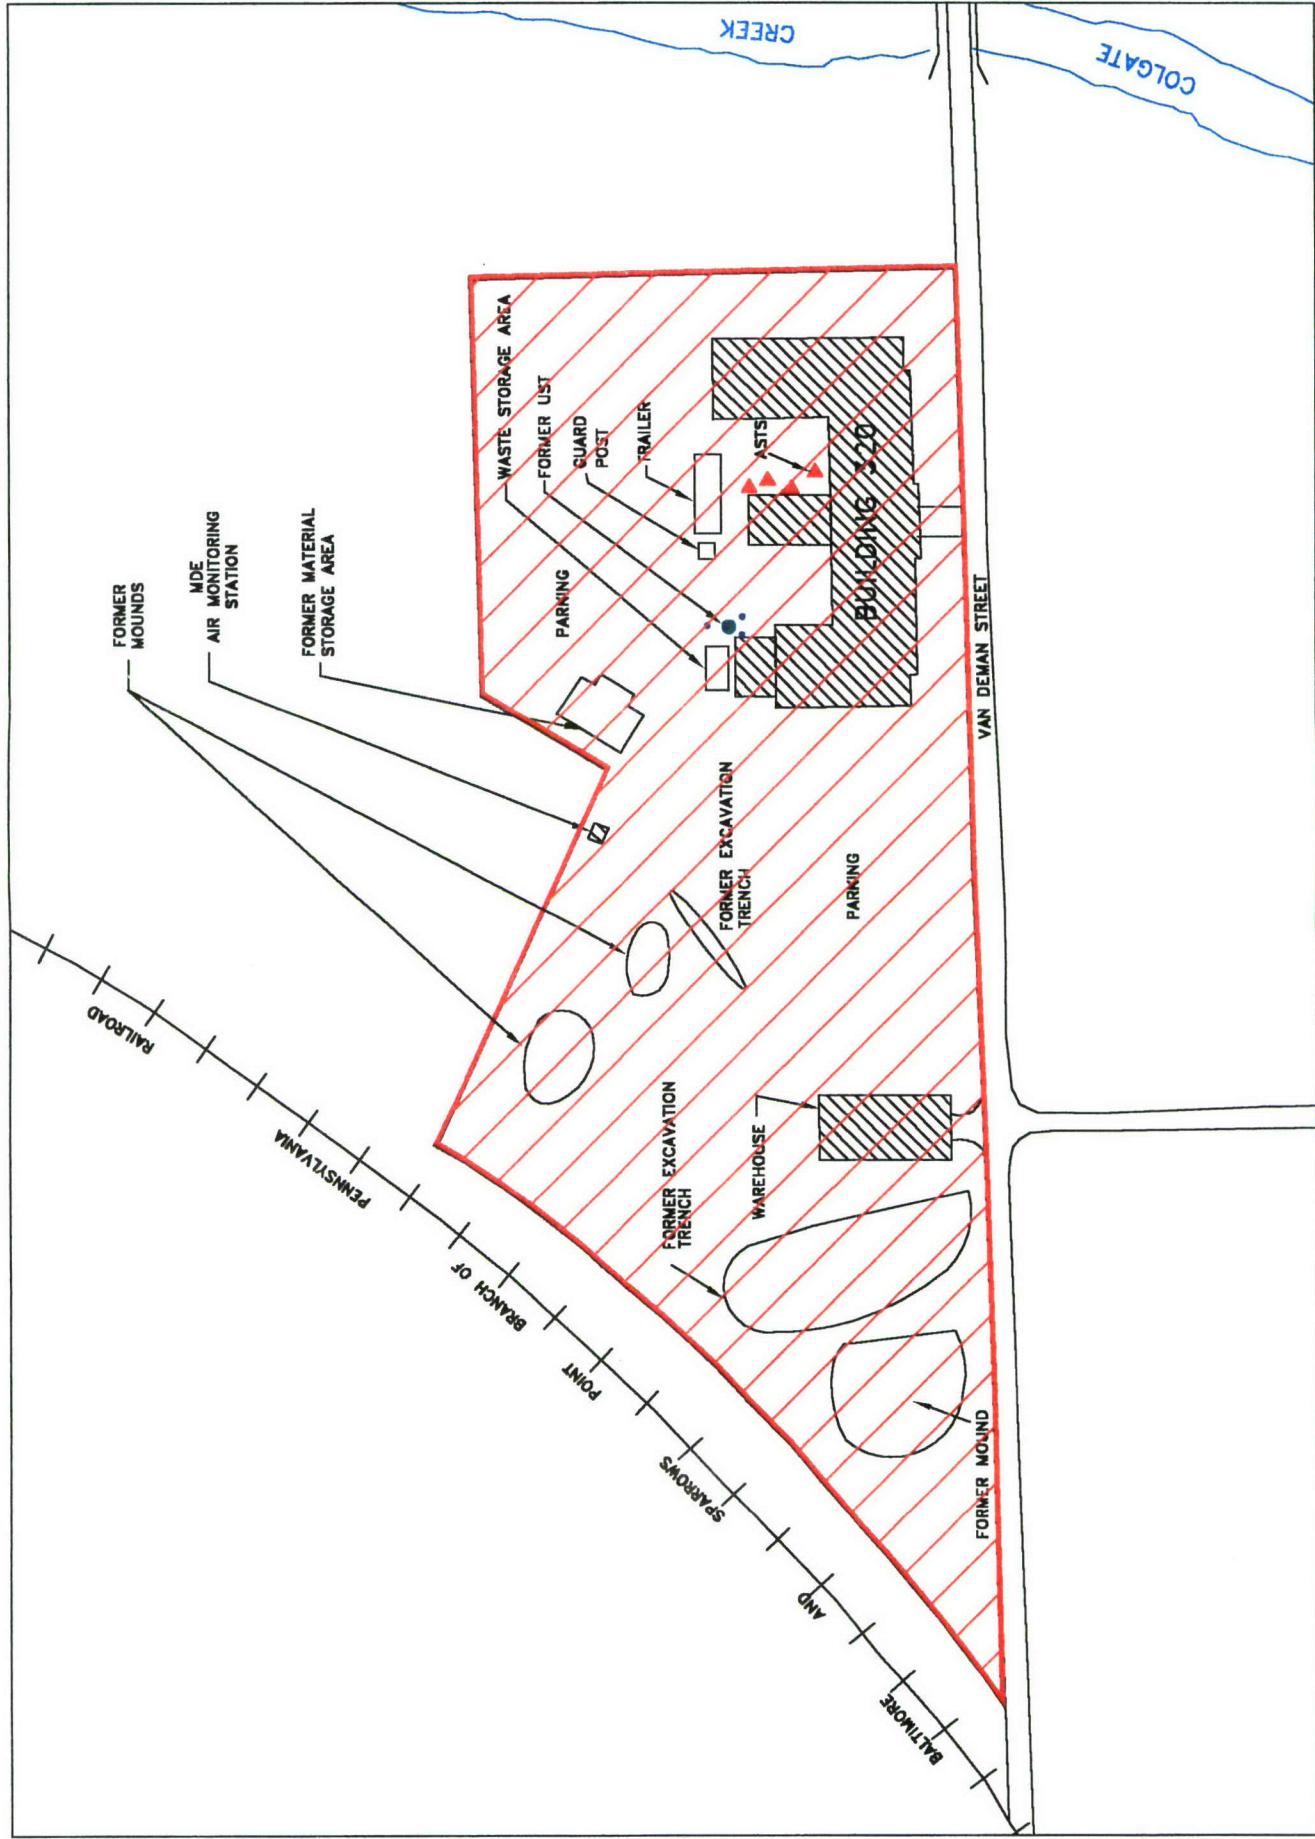 FORMER
MOUNDS
MDE
AIR MONITORING
STATION
FORMER MATERIAL
STORAGE AREA
BALTIMORE AND SPARROWS POINT BRANCH OF PENNSYLVANIA RAILROAD
WASTE STORAGE AREA
FORMER UST
GUARD
POST
TRAILER
ASTS
PARKING
BUILDING 320
FORMER EXCAVATION
TRENCH
PARKING
FORMER EXCAVATION
TRENCH
WAREHOUSE
FORMER MOUND
VAN DEMAN STREET
CREEK
COLGATE